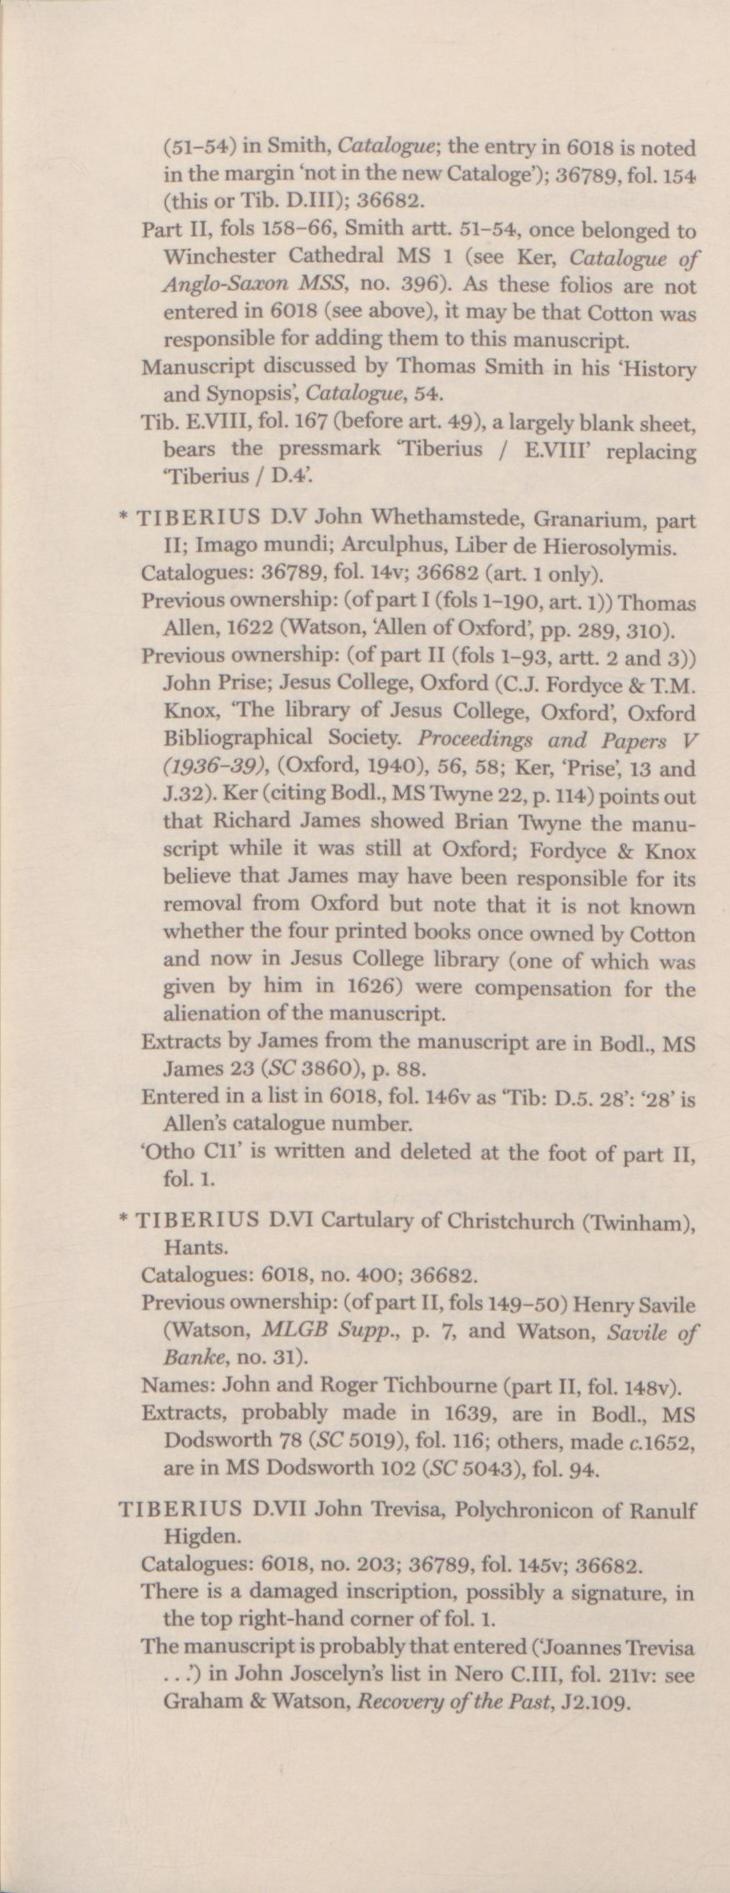 (51–54) in Smith, Catalogue; the entry in 6018 is noted
in the margin ‘not in the new Cataloge’); 36789, fol. 154
(this or Tib. D.III); 36682.
Part II, fols 158–66, Smith artt. 51–54, once belonged to
Winchester Cathedral MS 1 (see Ker, Catalogue of
Anglo-Saxon MSS, no. 396). As these folios are not
entered in 6018 (see above), it may be that Cotton was
responsible for adding them to this manuscript.
Manuscript discussed by Thomas Smith in his ‘History
and Synopsis’, Catalogue, 54.
Tib. E.VIII, fol. 167 (before art. 49), a largely blank sheet,
bears the pressmark ‘Tiberius / E.VIII’ replacing
‘Tiberius / D.4’.
* TIBERIUS D.V John Whethamstede, Granarium, part
II; Imago mundi; Arculphus, Liber de Hierosolymis.
Catalogues: 36789, fol. 14v; 36682 (art. 1 only).
Previous ownership: (of part I (fols 1–190, art. 1)) Thomas
Allen, 1622 (Watson, ‘Allen of Oxford’, pp. 289, 310).
Previous ownership: (of part II (fols 1–93, artt. 2 and 3))
John Prise; Jesus College, Oxford (C.J. Fordyce & T.M.
Knox, ‘The library of Jesus College, Oxford’, Oxford
Bibliographical Society. Proceedings and Papers V
(1936–39), (Oxford, 1940), 56, 58; Ker, ‘Prise’, 13 and
J.32). Ker (citing Bodl., MS Twyne 22, p. 114) points out
that Richard James showed Brian Twyne the manu-
script while it was still at Oxford; Fordyce & Knox
believe that James may have been responsible for its
removal from Oxford but note that it is not known
whether the four printed books once owned by Cotton
and now in Jesus College library (one of which was
given by him in 1626) were compensation for the
alienation of the manuscript.
Extracts by James from the manuscript are in Bodl., MS
James 23 (SC 3860), p. 88.
Entered in a list in 6018, fol. 146v as ‘Tib: D.5. 28’: ‘28’ is
Allen’s catalogue number.
‘Otho C11’ is written and deleted at the foot of part II,
fol. 1.
* TIBERIUS D.VI Cartulary of Christchurch (Twinham),
Hants.
Catalogues: 6018, no. 400; 36682.
Previous ownership: (of part II, fols 149–50) Henry Savile
(Watson, MLGB Supp., p. 7, and Watson, Savile of
Banke, no. 31).
Names: John and Roger Tichbourne (part II, fol. 148v).
Extracts, probably made in 1639, are in Bodl., MS
Dodsworth 78 (SC 5019), fol. 116; others, made c.1652,
are in MS Dodsworth 102 (SC 5043), fol. 94.
TIBERIUS D.VII John Trevisa, Polychronicon of Ranulf
Higden.
Catalogues: 6018, no. 203; 36789, fol. 145v; 36682.
There is a damaged inscription, possibly a signature, in
the top right-hand corner of fol. 1.
The manuscript is probably that entered (‘Joannes Trevisa
. . .’) in John Joscelyn’s list in Nero C.III, fol. 211v: see
Graham & Watson, Recovery of the Past, J2.109.